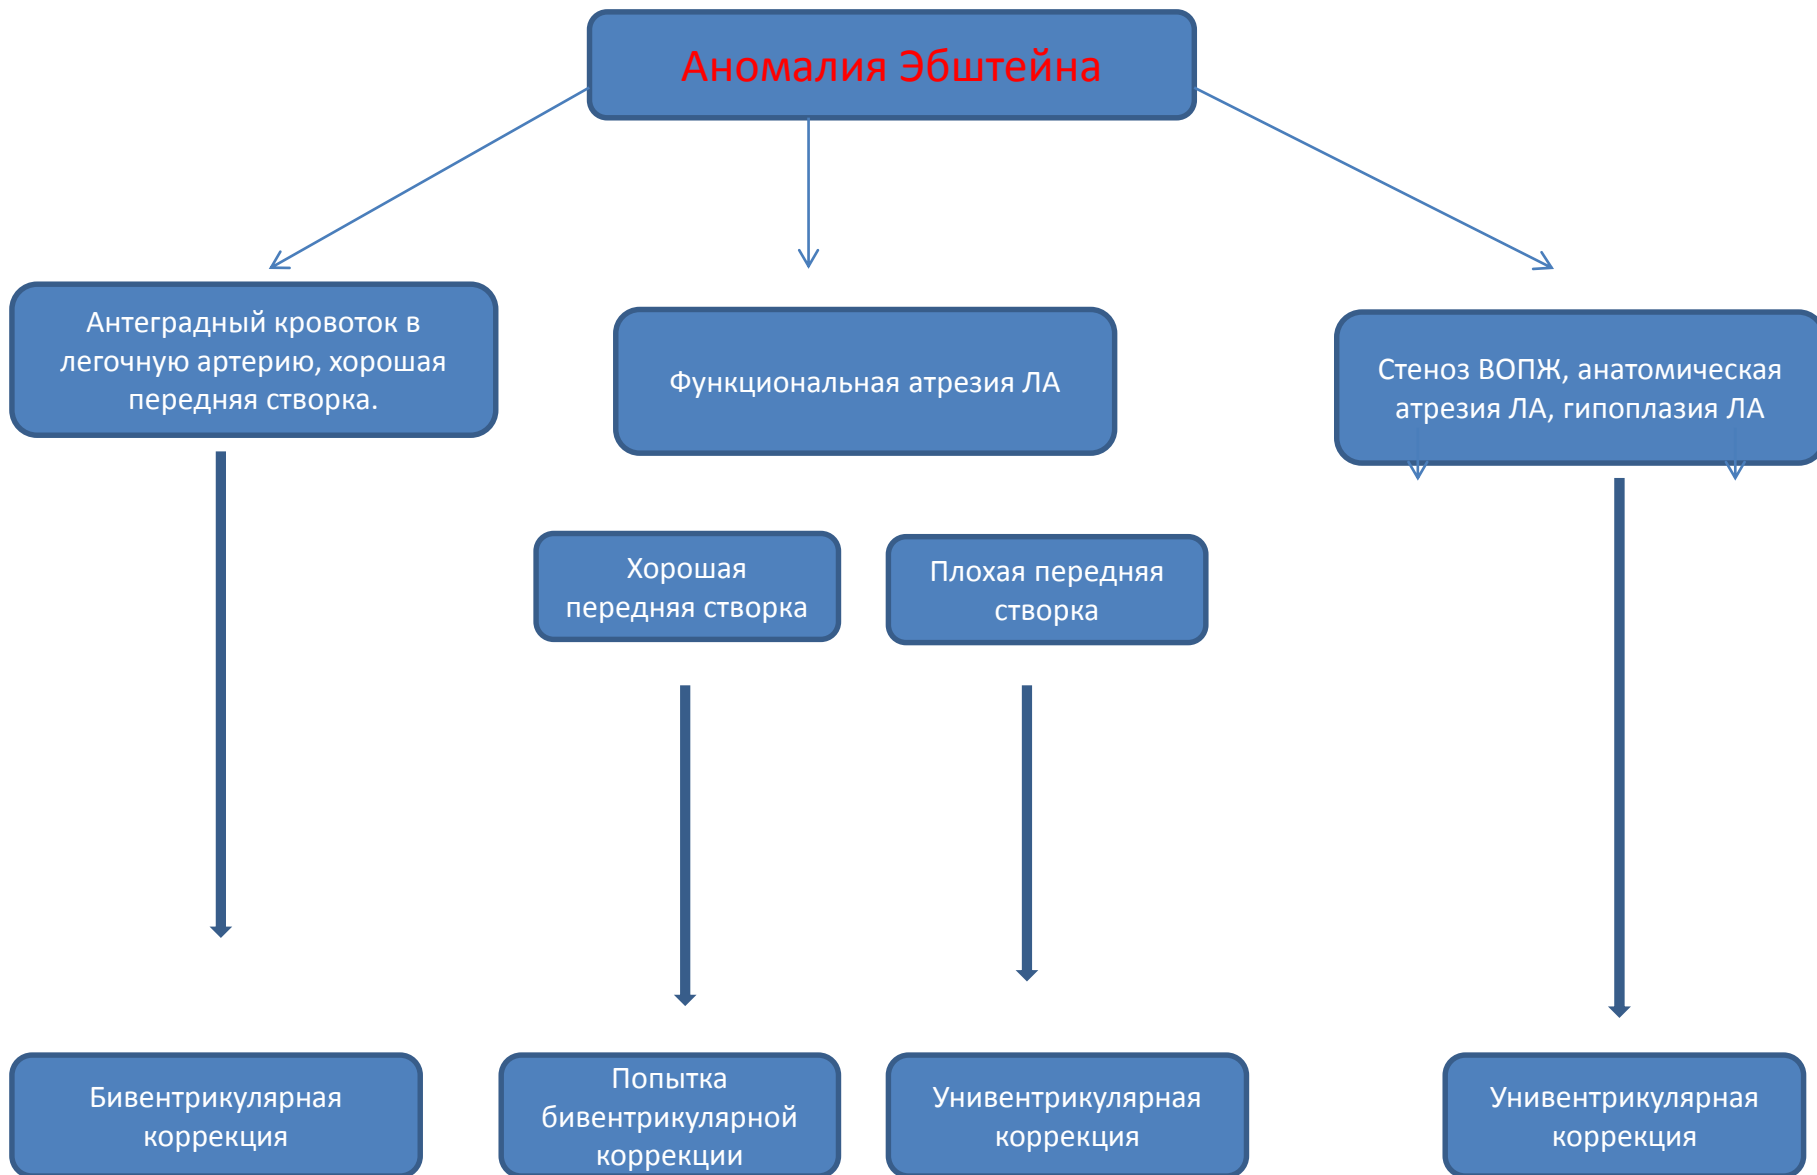 Аномалия Эбштейна
Антеградный кровоток в
легочную артерию, хорошая
передняя створка.
Функциональная атрезия ЛА
Стеноз ВОПЖ, анатомическая
атрезия ЛА, гипоплазия ЛА
Хорошая
передняя створка
Плохая передняя
створка
Бивентрикулярная
коррекция
Попытка
бивентрикулярной
коррекции
Унивентрикулярная
коррекция
Унивентрикулярная
коррекция